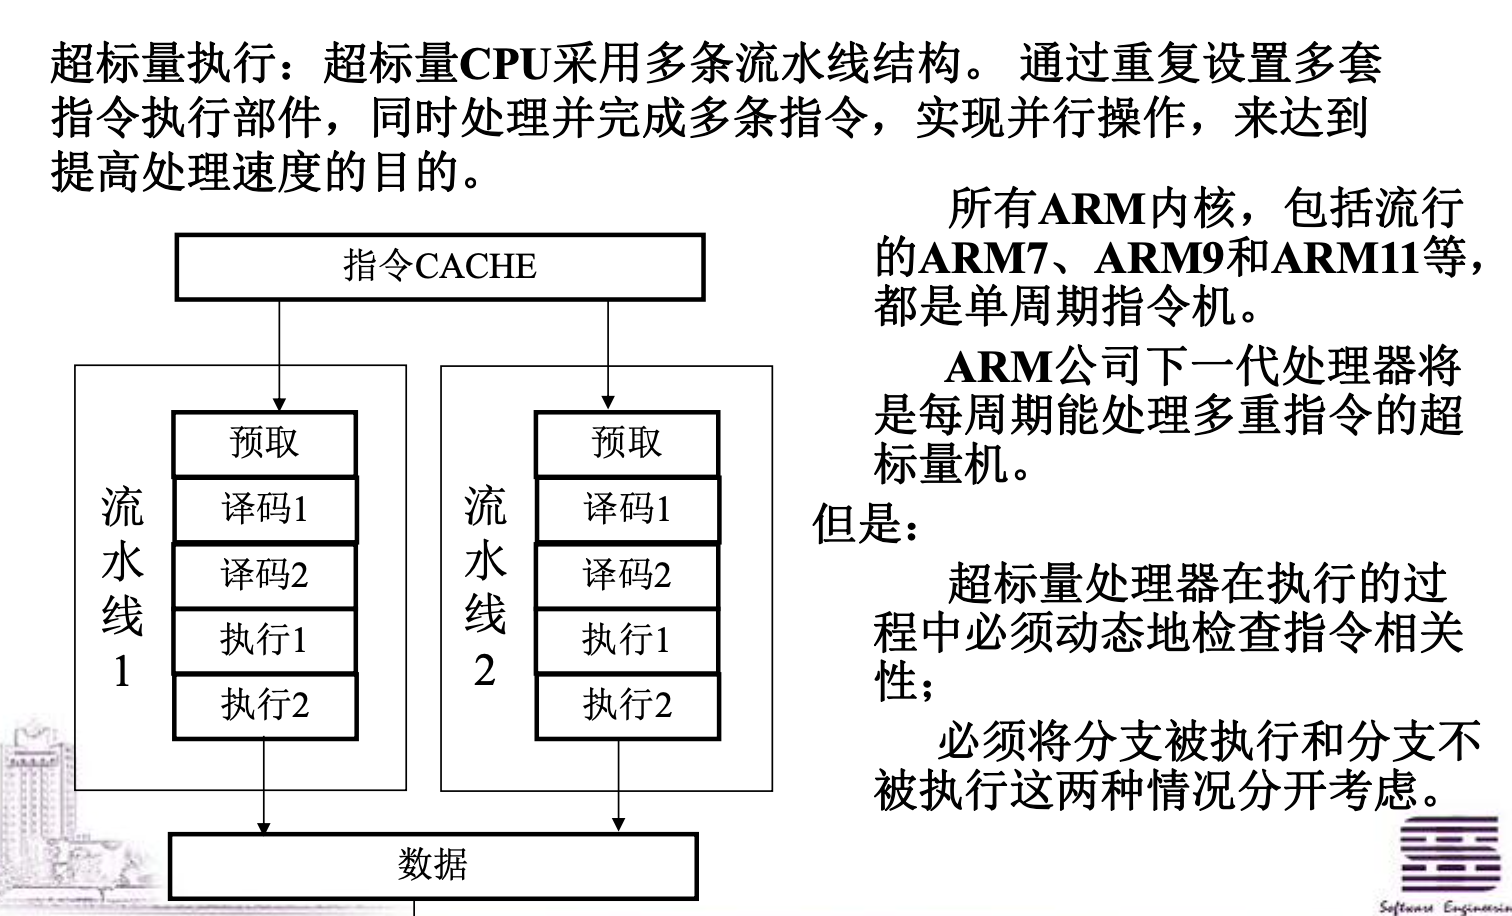 超标量执行：超标量CPU采用多条流水线结构。 通过重复设置多套
指令执行部件，同时处理并完成多条指令，实现并行操作，来达到
提高处理速度的目的。
指令CACHE
流水线1
预取
译码1
译码2
执行1
执行2
流水线2
预取
译码1
译码2
执行1
执行2
数据
所有ARM内核，包括流行
的ARM7、ARM9和ARM11等，
都是单周期指令机。
ARM公司下一代处理器将
是每周期能处理多重指令的超
标量机。
但是：
超标量处理器在执行的过
程中必须动态地检查指令相关
性；
必须将分支被执行和分支不
被执行这两种情况分开考虑。
Software